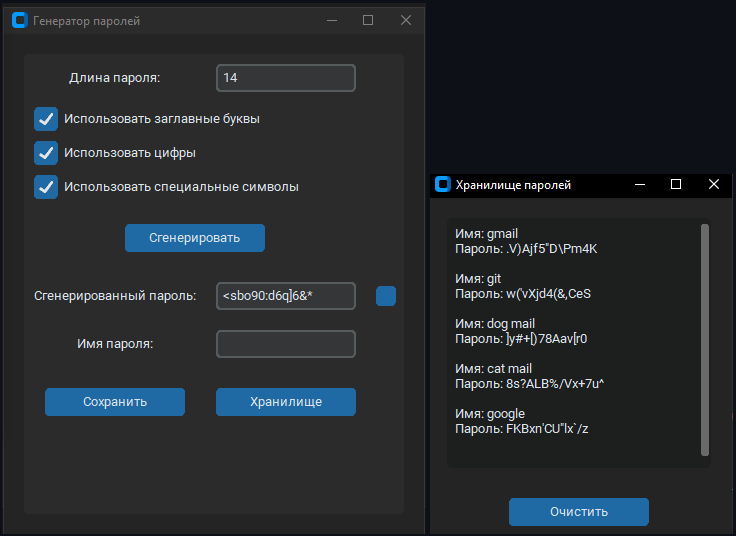 Генератор паролей
Длина пароля:
14
Использовать заглавные буквы
Использовать цифры
Использовать специальные символы
Сгенерировать
Сгенерированный пароль:
<sbo90:d6q]6&*
Имя пароля:
Сохранить
Хранилище
Хранилище паролей
Имя: gmail
Пароль: .V)Ajf5"D\Pm4K
Имя: git
Пароль: w('vXjd4(&,CeS
Имя: dog mail
Пароль: ]y#+[)78Aav[r0
Имя: cat mail
Пароль: 8s?ALB%/Vx+7u^
Имя: google
Пароль: FKBxn'CU"lx`/z
Очистить